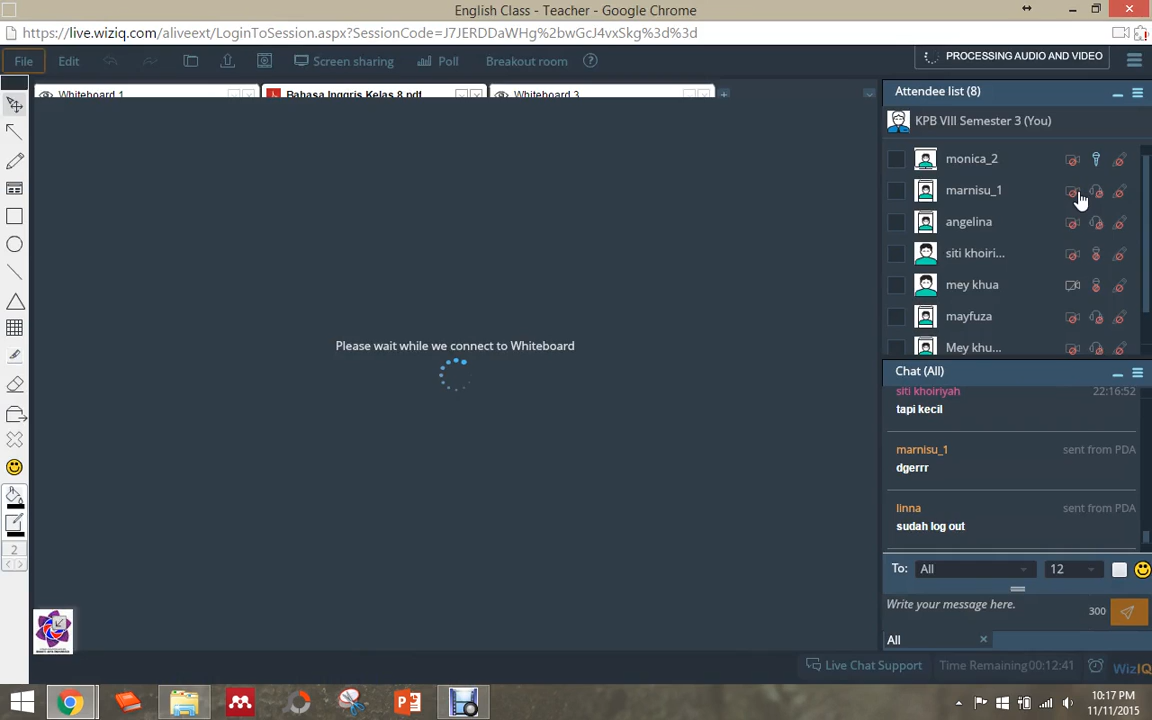 English Class - Teacher - Google Chrome
https://live.wiziq.com/aliveext/LoginToSession.aspx?SessionCode=J7JERDDaWHg%2bwGcJ4vxSkg%3d%3d
File Edit Screen sharing Poll Breakout room
PROCESSING AUDIO AND VIDEO
Whiteboard 1 Bahasa Inggris Kelas 8.pdf Whiteboard 3
Attendee list (8)
KPB VIII Semester 3 (You)
monica_2
marnisu_1
angelina
siti khoiri...
mey khua
mayfuza
Mey khu...
Please wait while we connect to Whiteboard
Chat (All)
siti khoiriyah 22:16:52
tapi kecil
marnisu_1 sent from PDA
dgerrr
linna sent from PDA
sudah log out
To: All 12
Write your message here. 300
All
2
Live Chat Support Time Remaining 00:12:41 WizIQ
10:17 PM
11/11/2015